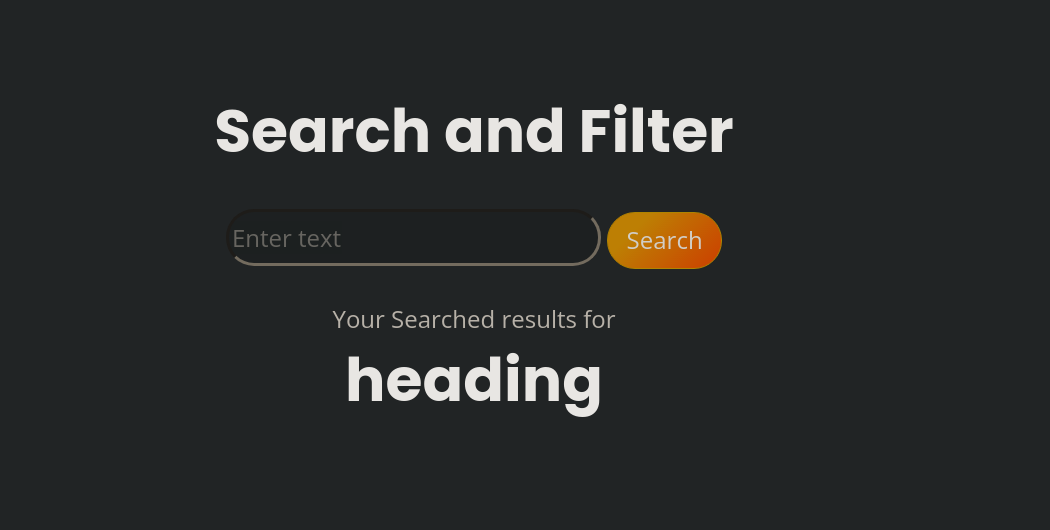 Search and Filter
Enter text
Search
Your Searched results for
heading